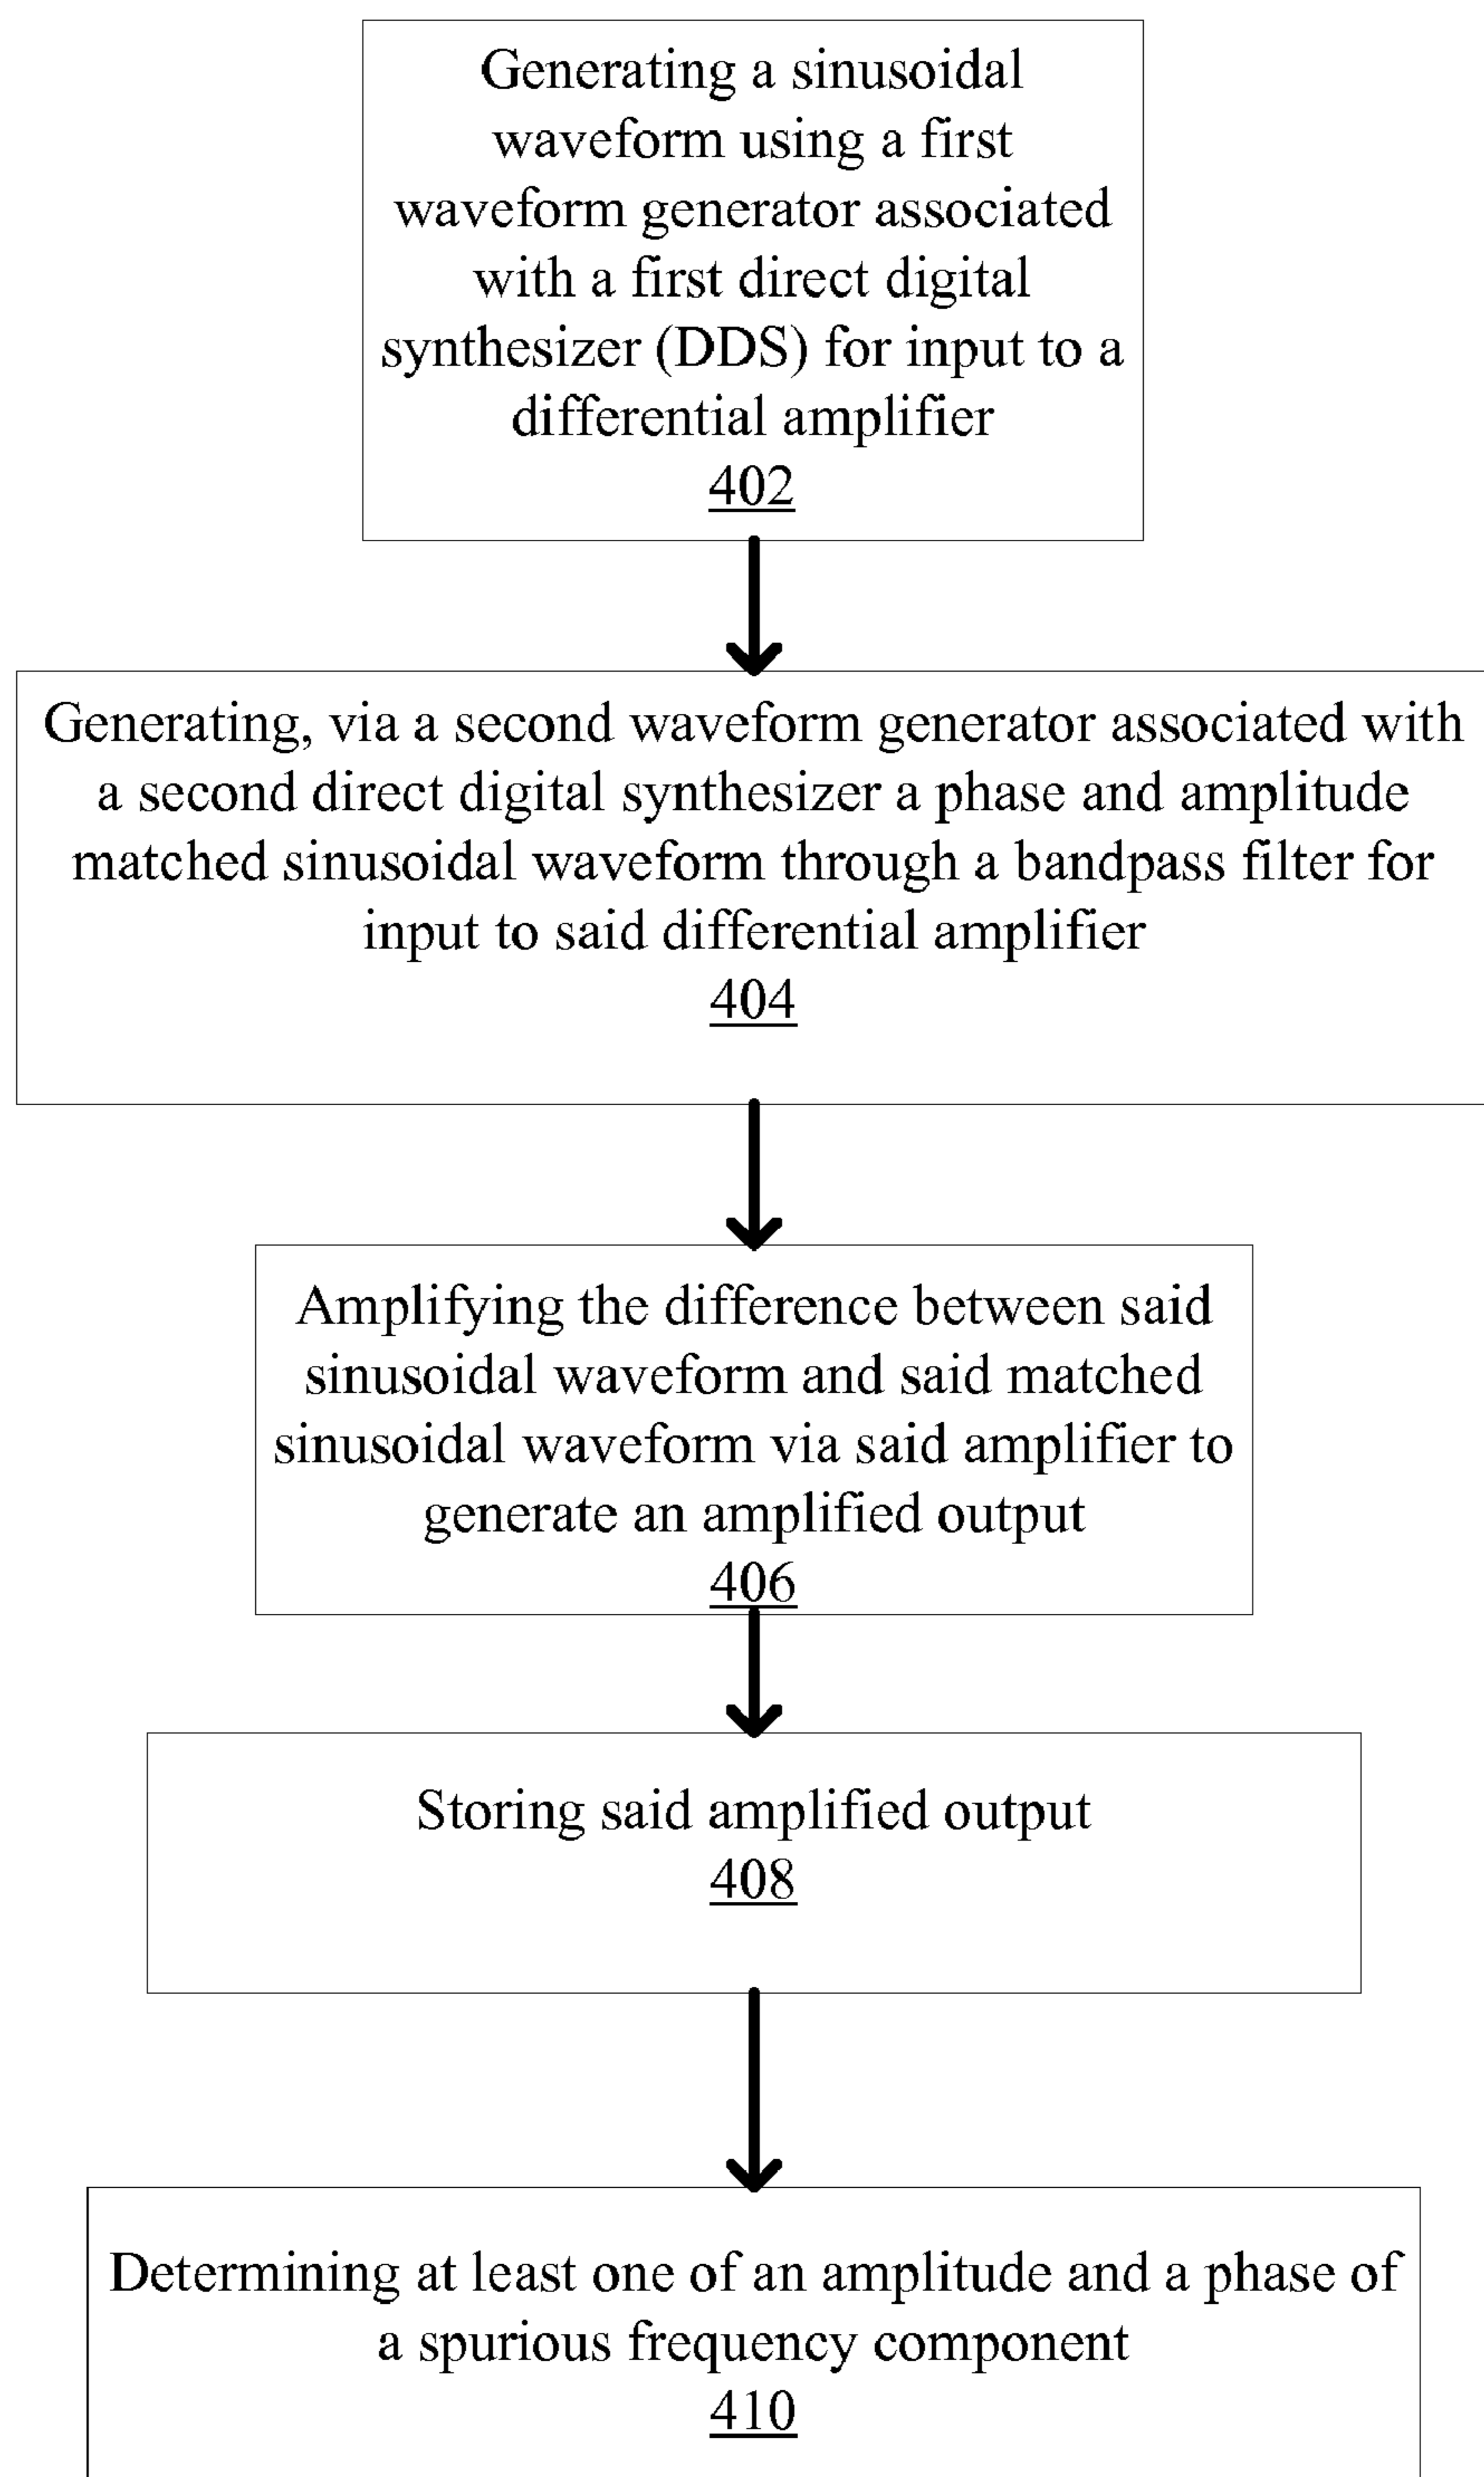 Generating a sinusoidal
waveform using a first
waveform generator associated
with a first direct digital
synthesizer (DDS) for input to a
differential amplifier
402
Generating, via a second waveform generator associated with
a second direct digital synthesizer a phase and amplitude
matched sinusoidal waveform through a bandpass filter for
input to said differential amplifier
404
Amplifying the difference between said
sinusoidal waveform and said matched
sinusoidal waveform via said amplifier to
generate an amplified output
406
Storing said amplified output
408
Determining at least one of an amplitude and a phase of
a spurious frequency component
410